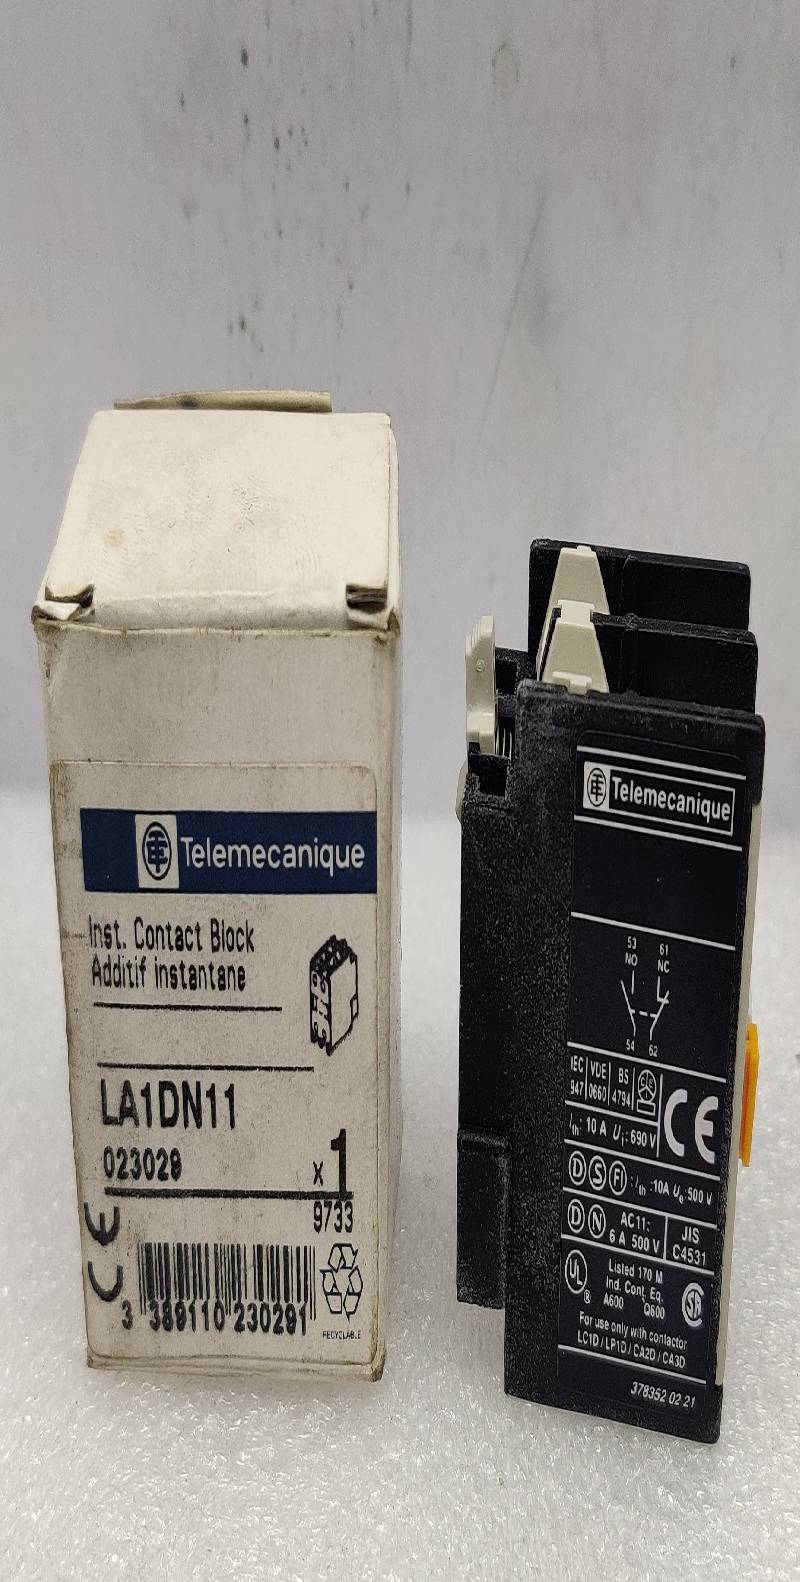 Telemecanique
Inst. Contact Block
Additif instantane
LA1DN11
023029
x 1
9733
CE
3 389110 230291
RECYCLABLE
Telemecanique
53 61
NO NC
54 62
IEC 947 VDE 0660 BS 4794
CE
Ith: 10 A Ui: 690 V
D S FI : Ith :10A Ue :500 V
D N AC11: 6 A 500 V JIS C4531
UL ® Listed 170 M
Ind. Cont. Eq.
A600 Q600
For use only with contactor
LC1D / LP1D / CA2D / CA3D
378352 02 21